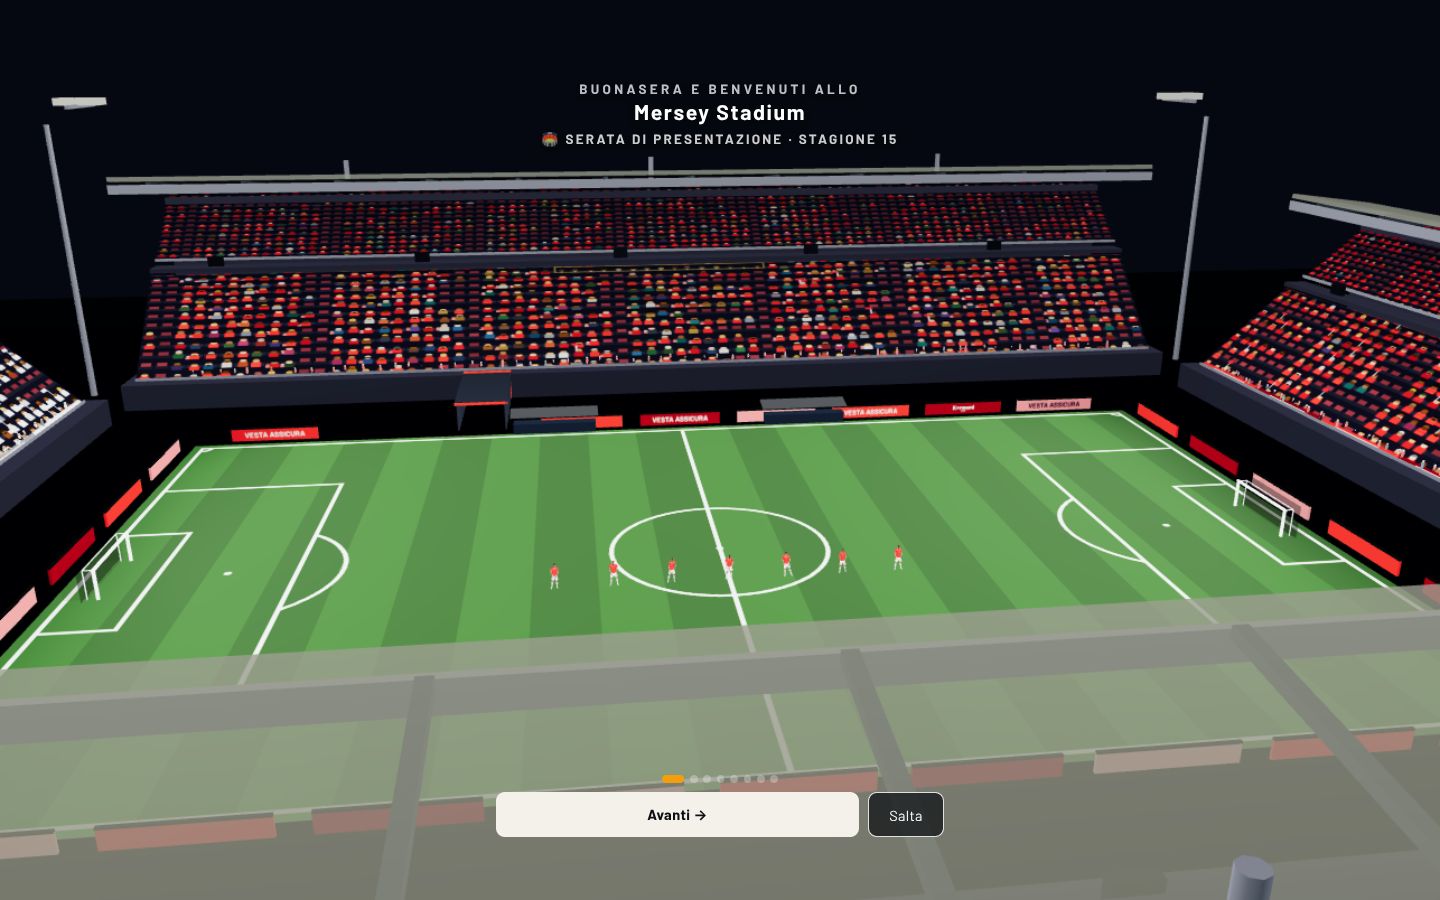 BUONASERA E BENVENUTI ALLO
Mersey Stadium
SERATA DI PRESENTAZIONE · STAGIONE 15
VESTA ASSICURA
VESTA ASSICURA
VESTA ASSICURA
VESTA ASSICURA
Avanti →
Salta